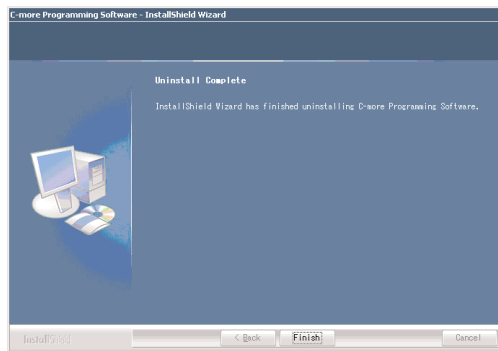 C-more Programming Software - InstallShield Wizard
Uninstall Complete
InstallShield Wizard has finished uninstalling C-more Programming Software.
InstallShield
< Back
Finish
Cancel